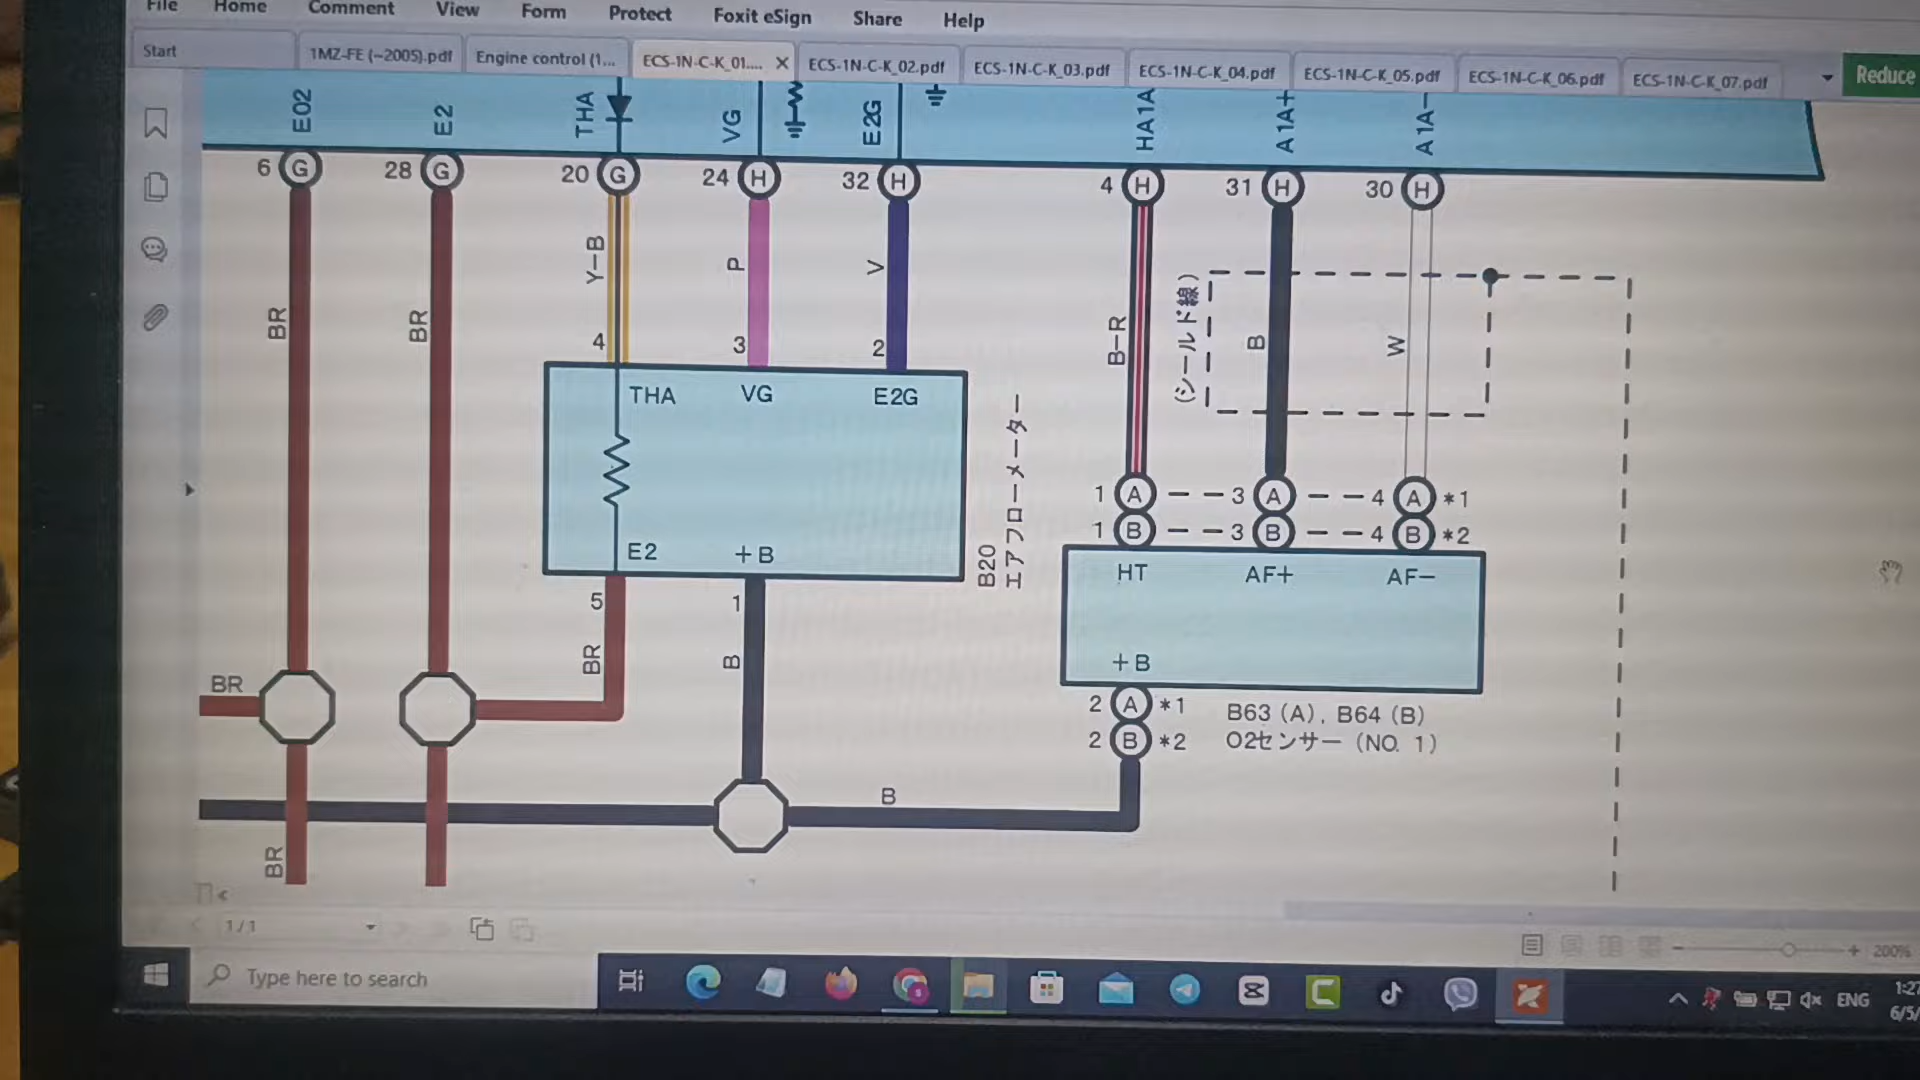 File Home Comment View Form Protect Foxit eSign Share Help
Start 1MZ-FE (~2005).pdf Engine control (1... ECS-1N-C-K_01.... × ECS-1N-C-K_02.pdf ECS-1N-C-K_03.pdf ECS-1N-C-K_04.pdf ECS-1N-C-K_05.pdf ECS-1N-C-K_06.pdf ECS-1N-C-K_07.pdf Reduce
E02 E2 THA VG E2G HA1A A1A+ A1A-
6 G 28 G 20 G 24 H 32 H 4 H 31 H 30 H
BR BR Y-B P V B-R (シールド線) B W
4 3 2
THA VG E2G
1 A 3 A 4 A *1
1 B 3 B 4 B *2
E2 +B
B20
エアフローメーター
HT AF+ AF-
5 1
BR B
+B
BR
2 A *1 B63 (A), B64 (B)
2 B *2 O2センサー (NO. 1)
B
BR
1/1
200%
Type here to search
ENG
1:27
6/5/